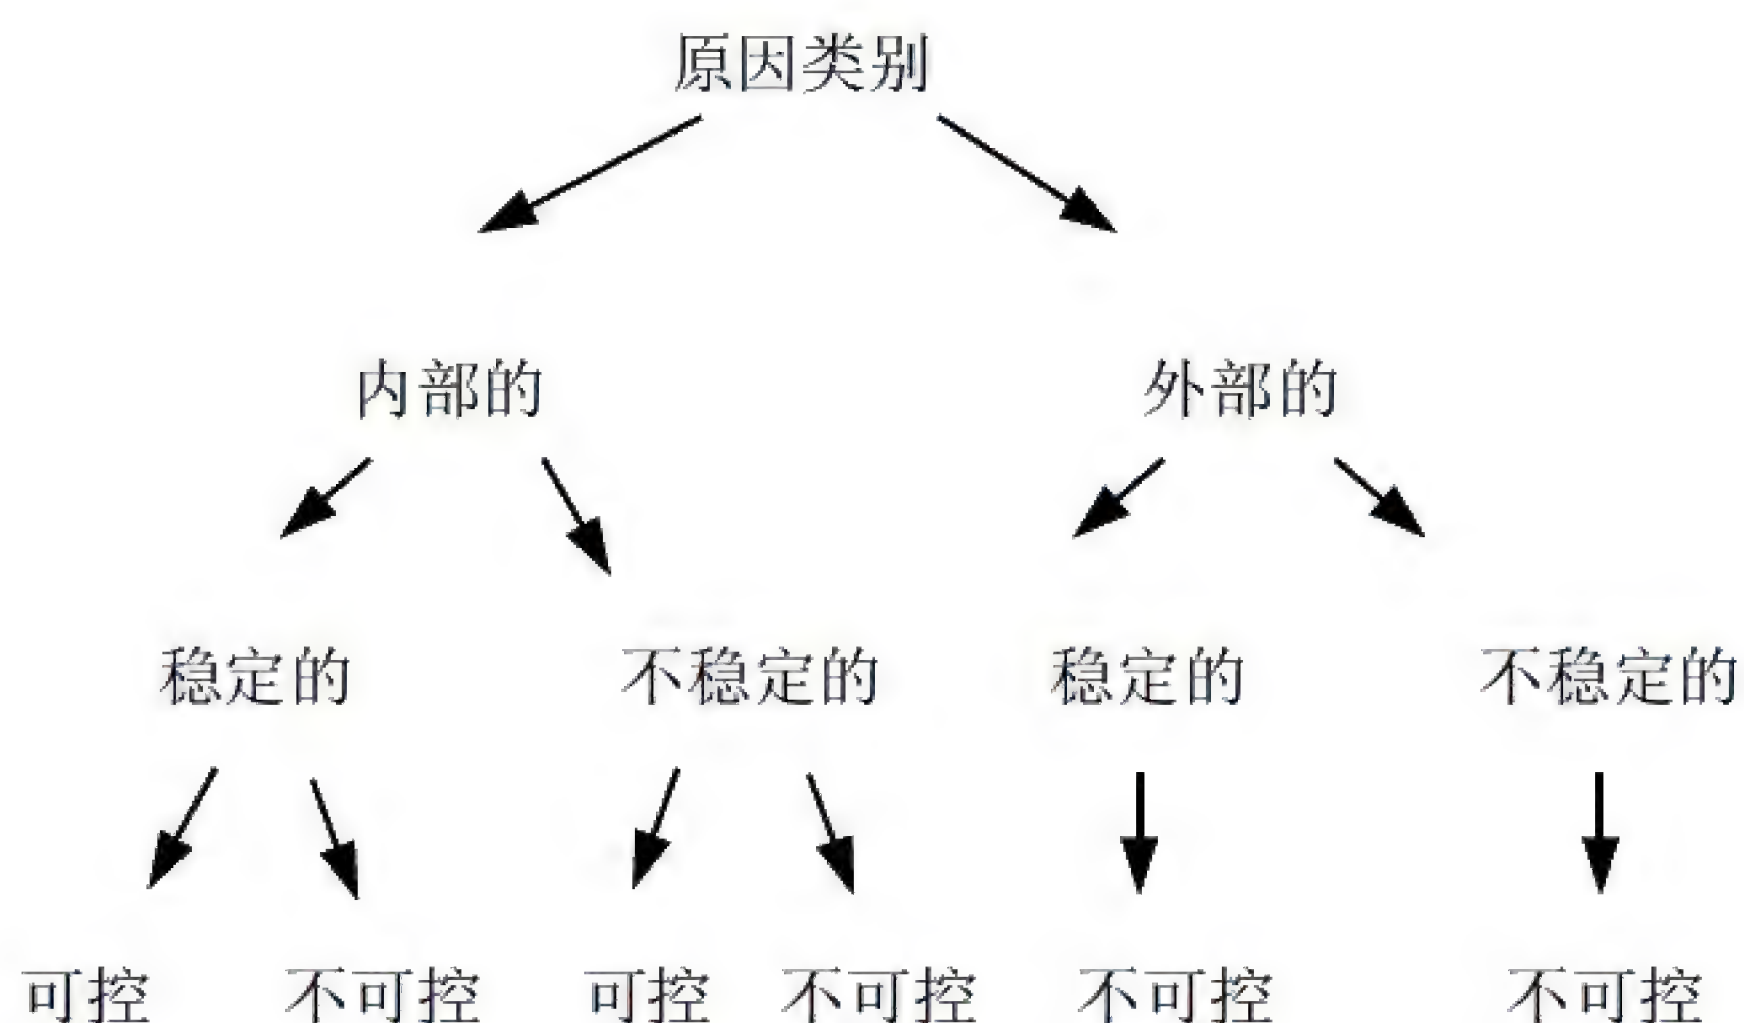 原因类别
内部的 外部的
稳定的 不稳定的 稳定的 不稳定的
可控 不可控 可控 不可控 不可控 不可控